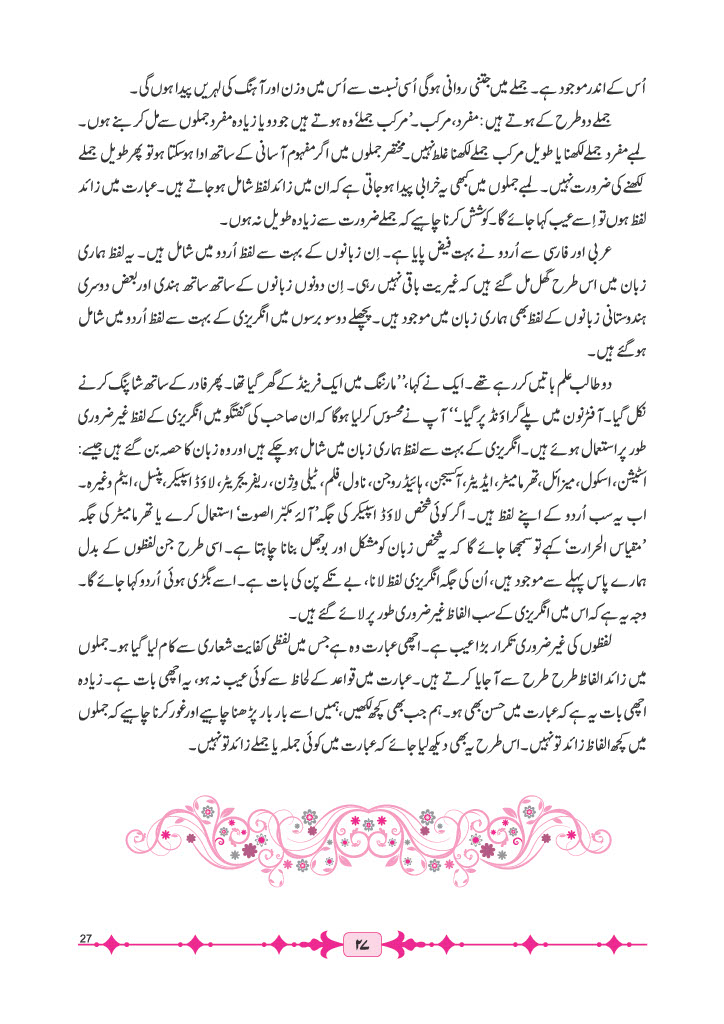 اُس کے اندر موجود ہے۔ جملے میں جتنی روانی ہوگی اُسی نسبت سے اُس میں وزن اور آہنگ کی لہریں پیدا ہوں گی۔
جملے دو طرح کے ہوتے ہیں: مفرد، مرکب۔ ’مرکب جملے‘ وہ ہوتے ہیں جو دو یا زیادہ مفرد جملوں سے مل کر بنے ہوں۔
لمبے مفرد جملے لکھنا یا طویل مرکب جملے لکھنا غلط نہیں۔ مختصر جملوں میں اگر مفہوم آسانی کے ساتھ ادا ہوسکتا ہو تو پھر طویل جملے
لکھنے کی ضرورت نہیں۔ لمبے جملوں میں کبھی یہ خرابی پیدا ہو جاتی ہے کہ ان میں زائد لفظ شامل ہو جاتے ہیں۔ عبارت میں زائد
لفظ ہوں تو اِسے عیب کہا جائے گا۔ کوشش کرنا چاہیے کہ جملے ضرورت سے زیادہ طویل نہ ہوں۔
عربی اور فارسی سے اُردو نے بہت فیض پایا ہے۔ اِن زبانوں کے بہت سے لفظ اُردو میں شامل ہیں۔ یہ لفظ ہماری
زبان میں اس طرح گھل مل گئے ہیں کہ غیریت باقی نہیں رہی۔ اِن دونوں زبانوں کے ساتھ ساتھ ہندی اور بعض دوسری
ہندوستانی زبانوں کے لفظ بھی ہماری زبان میں موجود ہیں۔ پچھلے دو سو برسوں میں انگریزی کے بہت سے لفظ اُردو میں شامل
ہو گئے ہیں۔
دو طالب علم باتیں کررہے تھے۔ ایک نے کہا، ’’مارننگ میں ایک فرینڈ کے گھر گیا تھا۔ پھر فادر کے ساتھ شاپنگ کرنے
نکل گیا۔ آفٹر نون میں پلے گراؤنڈ پر گیا۔‘‘ آپ نے محسوس کرلیا ہوگا کہ ان صاحب کی گفتگو میں انگریزی کے لفظ غیر ضروری
طور پر استعمال ہوئے ہیں۔ انگریزی کے بہت سے لفظ ہماری زبان میں شامل ہو چکے ہیں اور وہ زبان کا حصہ بن گئے ہیں جیسے:
اسٹیشن، اسکول، میزائل، تھرمامیٹر، ایڈیٹر، آکسیجن، ہائیڈروجن، ناول، فلم، ٹیلی وِژن، ریفریجریٹر، لاؤڈ اسپیکر، پنسل، ایٹم وغیرہ۔
اب یہ سب اُردو کے اپنے لفظ ہیں۔ اگر کوئی شخص لاؤڈ اسپیکر کی جگہ ’آلۂ مکبّر الصوت‘ استعمال کرے یا تھرمامیٹر کی جگہ
’مقیاس الحرارت‘ کہے تو سمجھا جائے گا کہ یہ شخص زبان کو مشکل اور بوجھل بنانا چاہتا ہے۔ اسی طرح جن لفظوں کے بدل
ہمارے پاس پہلے سے موجود ہیں، اُن کی جگہ انگریزی لفظ لانا، بے تکے پن کی بات ہے۔ اسے بگڑی ہوئی اُردو کہا جائے گا۔
وجہ یہ ہے کہ اس میں انگریزی کے سب الفاظ غیر ضروری طور پر لائے گئے ہیں۔
لفظوں کی غیر ضروری تکرار بڑا عیب ہے۔ اچھی عبارت وہ ہے جس میں لفظی کفایت شعاری سے کام لیا گیا ہو۔ جملوں
میں زائد الفاظ طرح طرح سے آجایا کرتے ہیں۔ عبارت میں قواعد کے لحاظ سے کوئی عیب نہ ہو، یہ اچھی بات ہے۔ زیادہ
اچھی بات یہ ہے کہ عبارت میں حسن بھی ہو۔ ہم جب بھی کچھ لکھیں، ہمیں اسے بار بار پڑھنا چاہیے اور غور کرنا چاہیے کہ جملوں
میں کچھ الفاظ زائد تو نہیں۔ اس طرح یہ بھی دیکھ لیا جائے کہ عبارت میں کوئی جملہ یا جملے زائد تو نہیں۔
27
۲۷